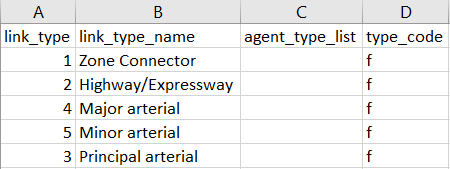 A B C D
link_type link_type_name agent_type_list type_code
1 Zone Connector f
2 Highway/Expressway f
4 Major arterial f
5 Minor arterial f
3 Principal arterial f